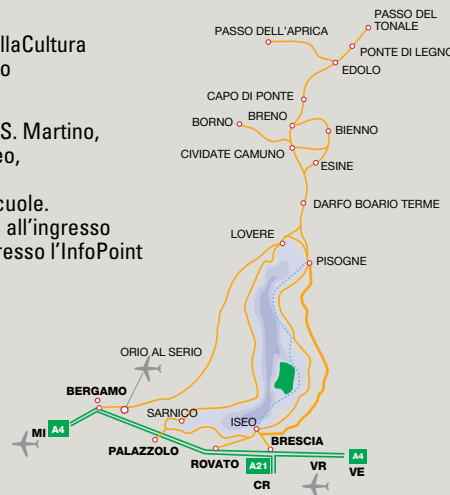 llaCultura
o
S. Martino,
eo,
cuole.
all'ingresso
resso l'InfoPoint
PASSO DEL
TONALE
PASSO DELL'APRICA
PONTE DI LEGNO
EDOLO
CAPO DI PONTE
BORNO
BRENO
BIENNO
CIVIDATE CAMUNO
ESINE
DARFO BOARIO TERME
LOVERE
PISOGNE
ORIO AL SERIO
BERGAMO
SARNICO
ISEO
MI A4
PALAZZOLO
BRESCIA
ROVATO
A21
VR
A4
VE
CR